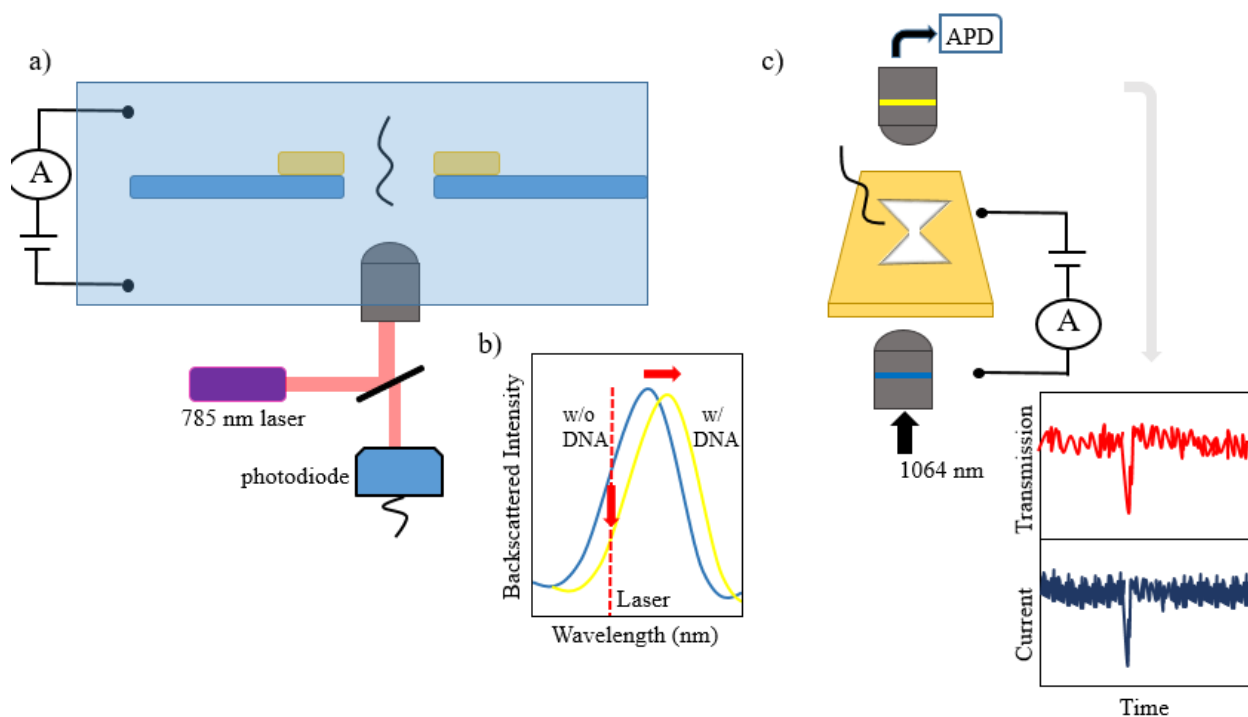 a)
A
785 nm laser
photodiode
b)
Backscattered Intensity
w/o
DNA
w/
DNA
Laser
Wavelength (nm)
c)
APD
A
1064 nm
Transmission
Current
Time